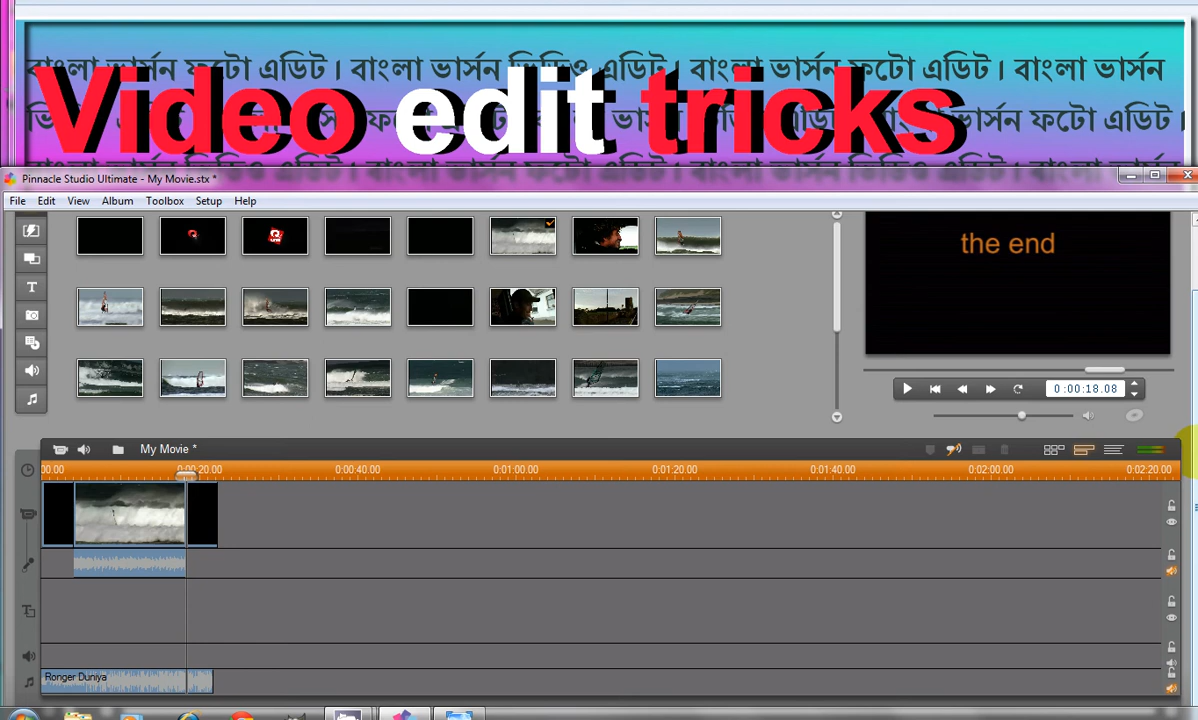 বাংলা ভার্সন ফটো এডিট। বাংলা ভার্সন ভিডিও এডিট। বাংলা ভার্সন ফটো এডিট। বাংলা ভার্সন
Video edit tricks
ভার্সন ফটো এডিট।
Pinnacle Studio Ultimate - My Movie.stx *
File Edit View Album Toolbox Setup Help
the end
0:00:18.08
My Movie *
00.00 0:00:20.00 0:00:40.00 0:01:00.00 0:01:20.00 0:01:40.00 0:02:00.00 0:02:20.00
Ronger Duniya